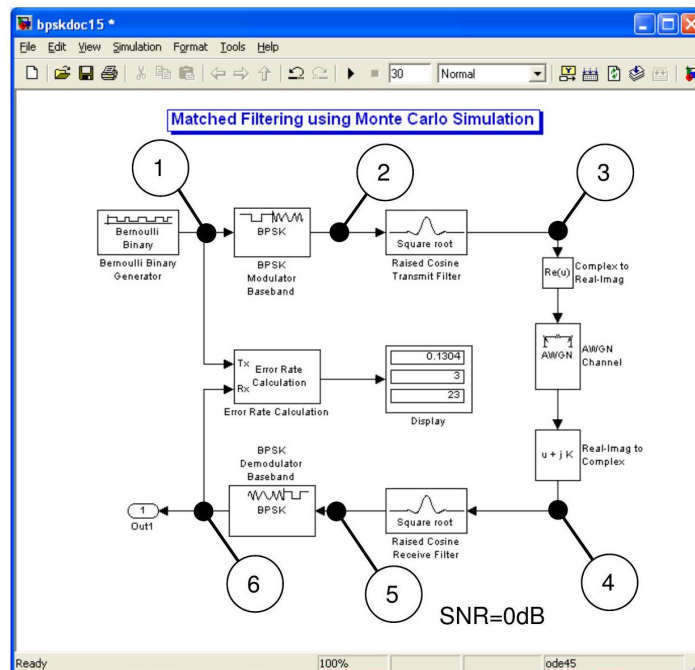 bpskdoc15 *
File Edit View Simulation Format Tools Help
30 Normal
Matched Filtering using Monte Carlo Simulation
1
2
3
Bernoulli
Binary
Bernoulli Binary
Generator
BPSK
BPSK
Modulator
Baseband
Square root
Raised Cosine
Transmit Filter
Re(u)
Complex to
Real-Imag
AWGN
AWGN
Channel
Tx
Rx
Error Rate
Calculation
Error Rate Calculation
0.1304
3
23
Display
u + j K
Real-Imag to
Complex
BPSK
Demodulator
Baseband
BPSK
1
Out1
Square root
Raised Cosine
Receive Filter
6
5
4
SNR=0dB
Ready 100% ode45